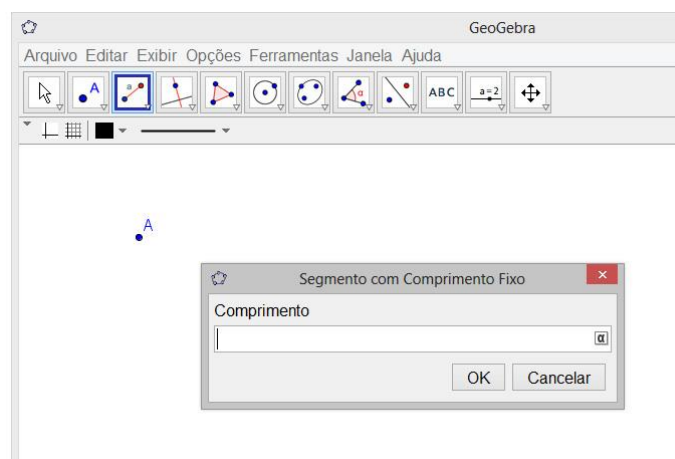 GeoGebra
Arquivo Editar Exibir Opções Ferramentas Janela Ajuda
A a α ABC a=2
A
Segmento com Comprimento Fixo
Comprimento
α
OK Cancelar